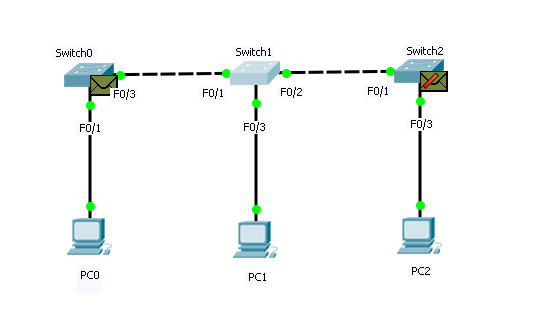 Switch0
Switch1
Switch2
F0/3
F0/1
F0/2
F0/1
F0/1
F0/3
F0/3
PC0
PC1
PC2